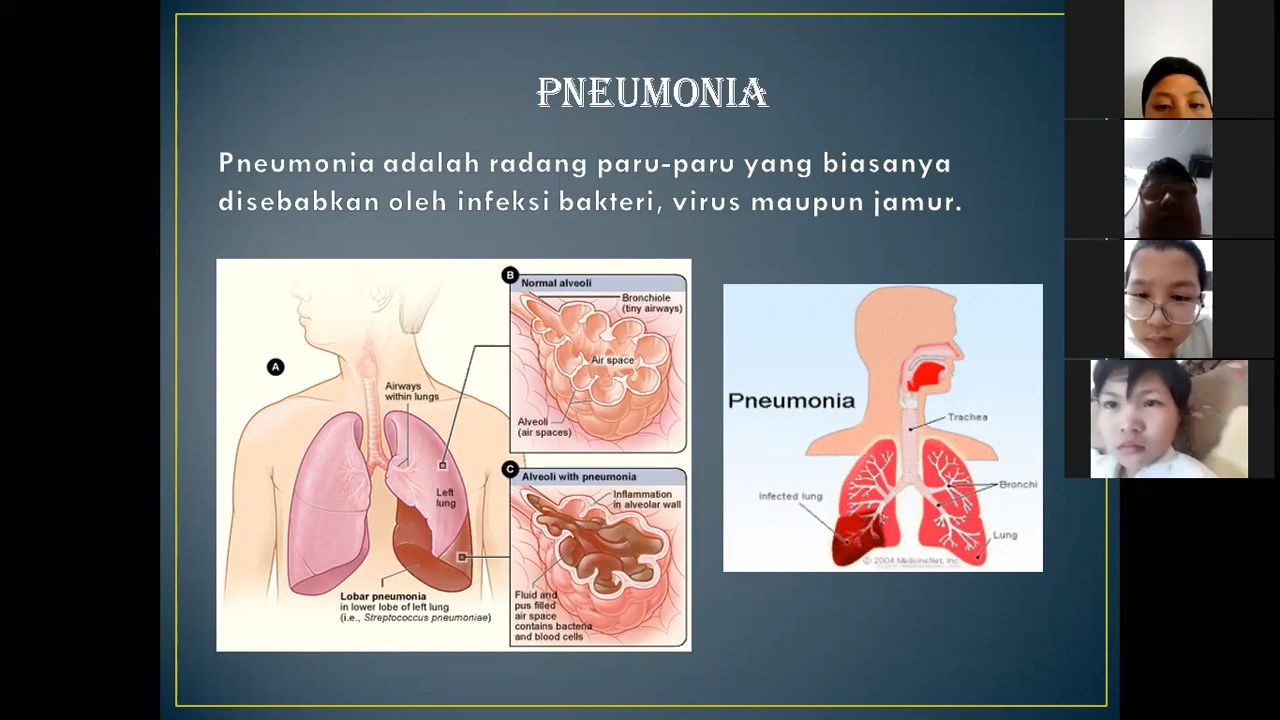 PNEUMONIA
Pneumonia adalah radang paru-paru yang biasanya
disebabkan oleh infeksi bakteri, virus maupun jamur.
A
Airways
within lungs
Left
lung
Lobar pneumonia
in lower lobe of left lung
(i.e., Streptococcus pneumoniae)
B
Normal alveoli
Bronchiole
(tiny airways)
Air space
Alveoli
(air spaces)
C
Alveoli with pneumonia
Inflammation
in alveolar wall
Fluid and
pus filled
air space
contains bacteria
and blood cells
Pneumonia
Trachea
Infected lung
Bronchi
Lung
© 2004 MedicineNet, Inc.